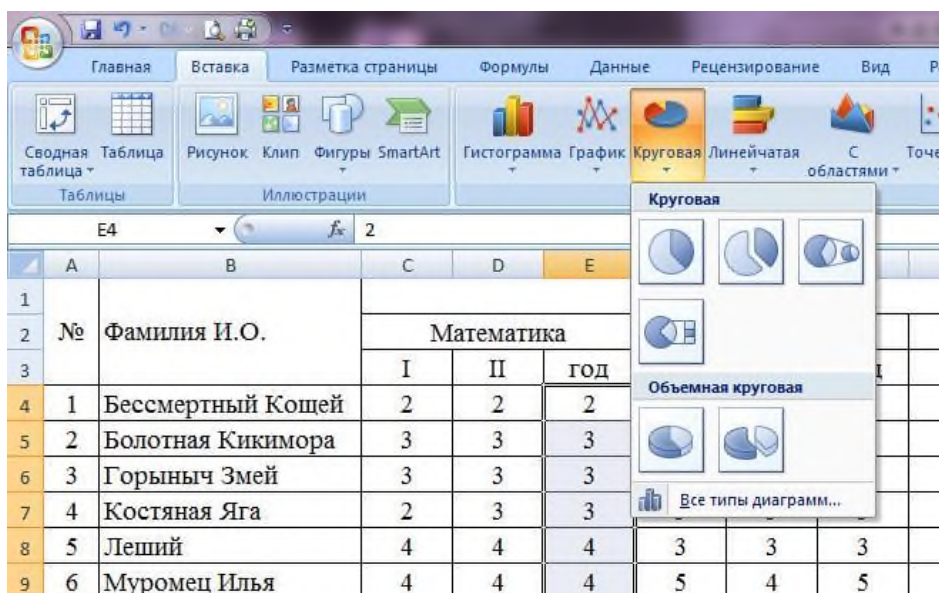 Главная Вставка Разметка страницы Формулы Данные Рецензирование Вид
Сводная таблица Таблица Рисунок Клип Фигуры SmartArt Гистограмма График Круговая Линейчатая С областями
Таблицы Иллюстрации
Круговая
E4 fx 2
A B C D E
1
2 № Фамилия И.О. Математика
3 I II год
Объемная круговая
4 1 Бессмертный Кощей 2 2 2
5 2 Болотная Кикимора 3 3 3
6 3 Горыныч Змей 3 3 3
7 4 Костяная Яга 2 3 3
Все типы диаграмм...
8 5 Леший 4 4 4 3 3 3
9 6 Муромец Илья 4 4 4 5 4 5